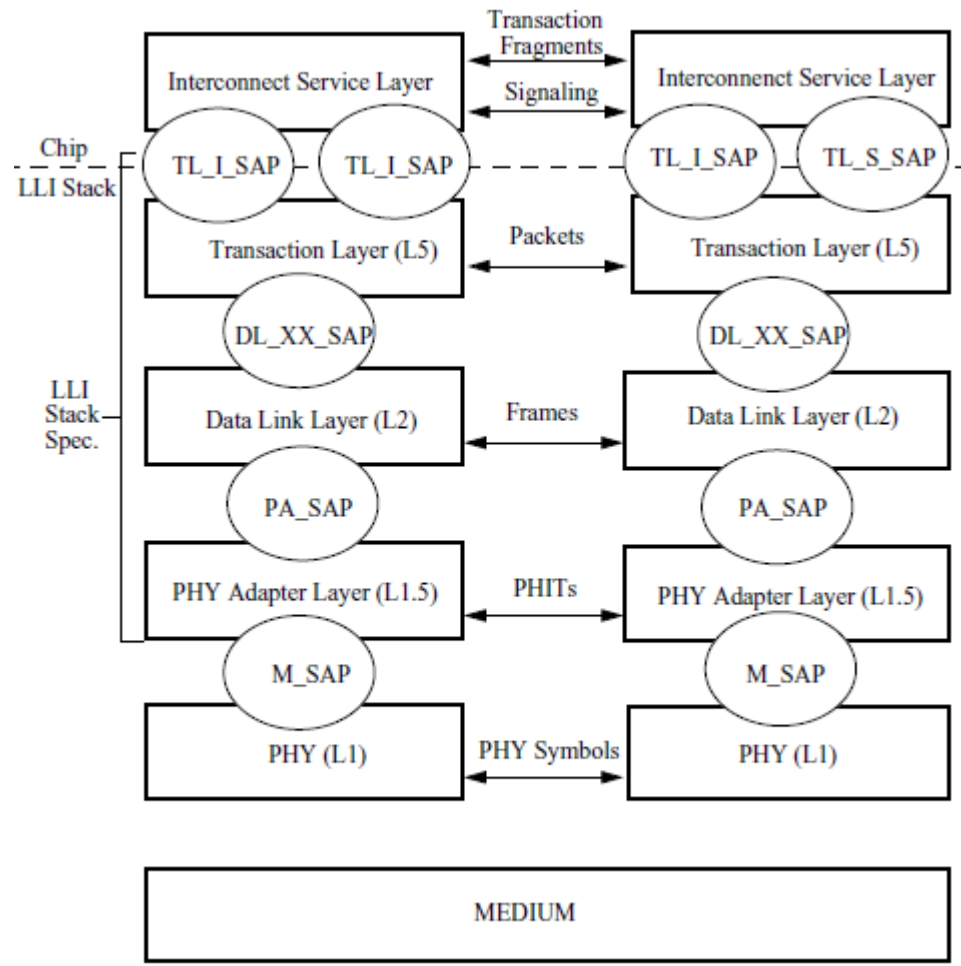 Transaction
Fragments
Interconnect Service Layer
Interconnenct Service Layer
Signaling
Chip
LLI Stack
TL_I_SAP
TL_I_SAP
TL_I_SAP
TL_S_SAP
Transaction Layer (L5)
Packets
Transaction Layer (L5)
DL_XX_SAP
DL_XX_SAP
LLI
Stack
Spec.
Data Link Layer (L2)
Frames
Data Link Layer (L2)
PA_SAP
PA_SAP
PHY Adapter Layer (L1.5)
PHITs
PHY Adapter Layer (L1.5)
M_SAP
M_SAP
PHY (L1)
PHY Symbols
PHY (L1)
MEDIUM